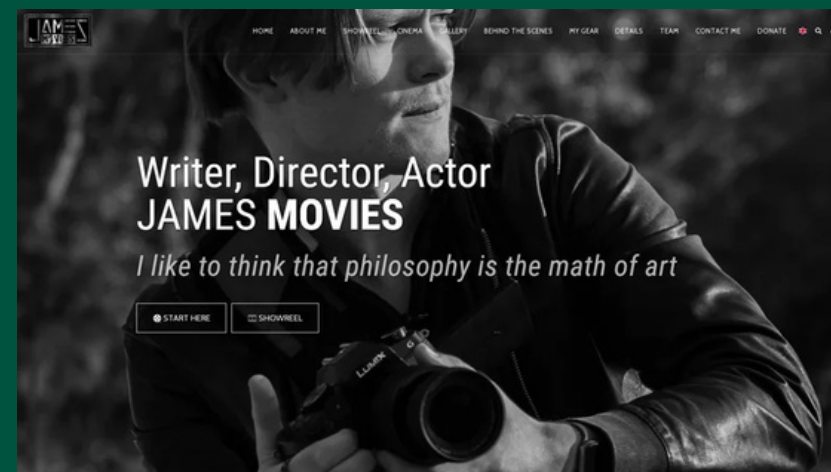 JAMES
MOVIES
HOME ABOUT ME SHOWREEL CINEMA GALLERY BEHIND THE SCENES MY GEAR DETAILS TEAM CONTACT ME DONATE
Writer, Director, Actor
JAMES MOVIES
I like to think that philosophy is the math of art
START HERE SHOWREEL
LUMIX G